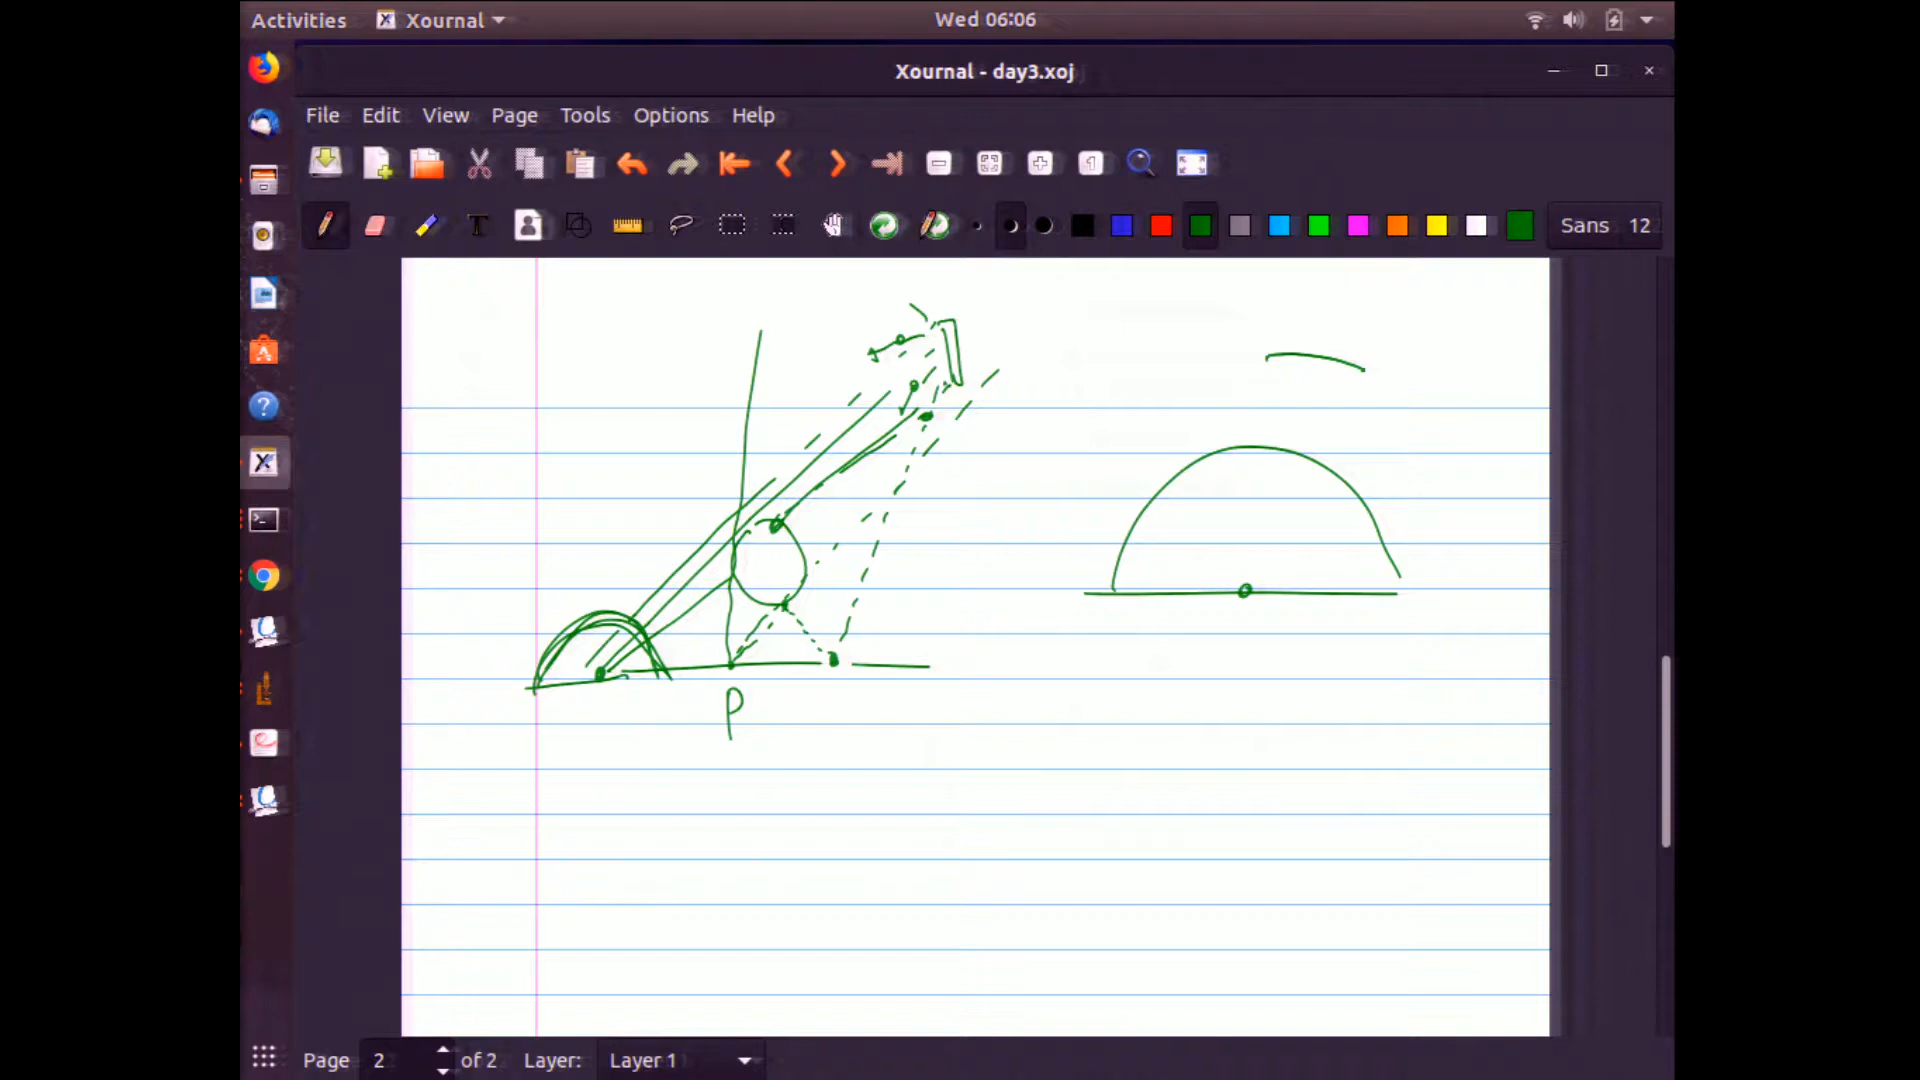 Activities Xournal Wed 06:06
Xournal - day3.xoj
File Edit View Page Tools Options Help
Sans 12
P
Page 2 of 2 Layer: Layer 1